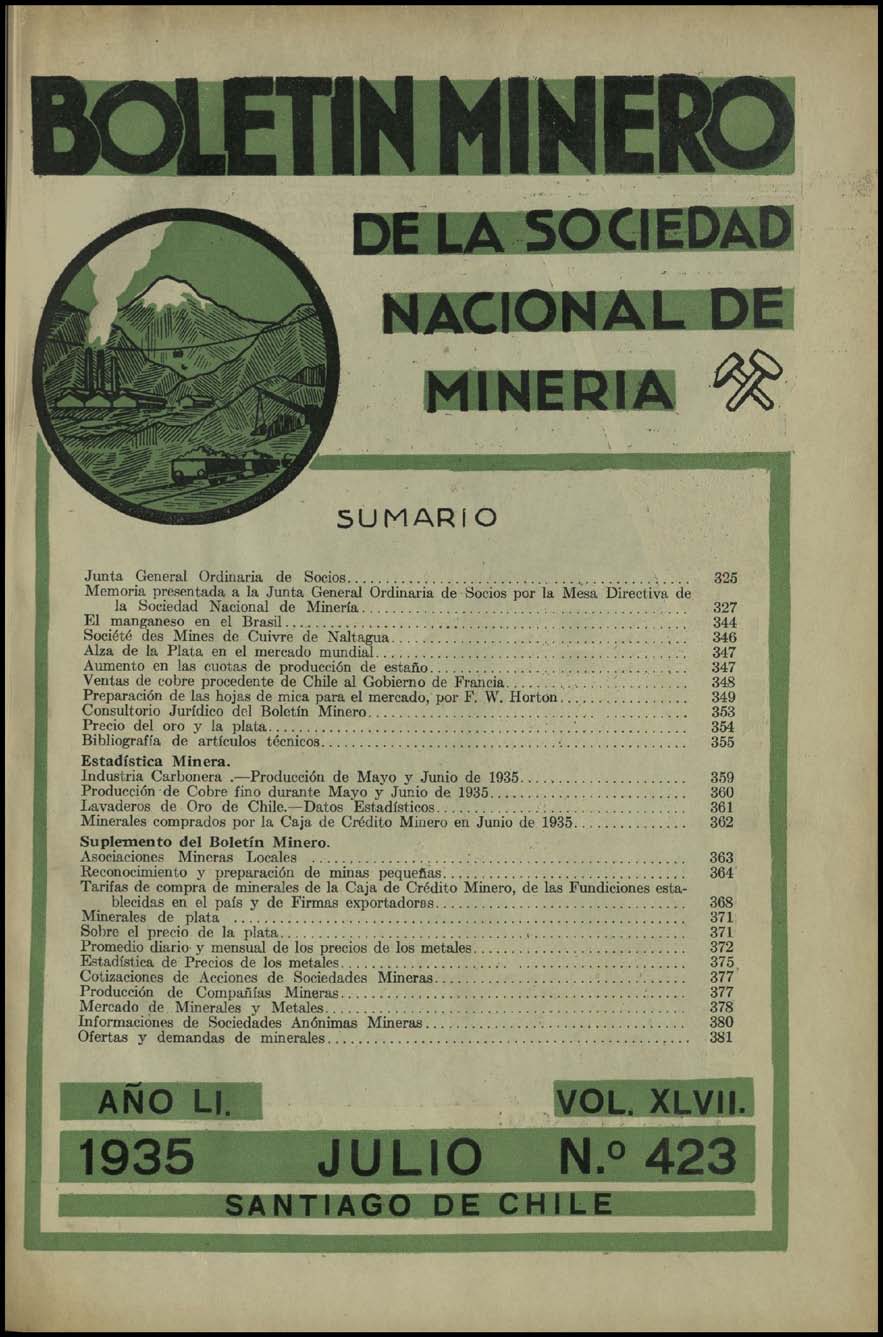 BOLETIN MINERO
DE LA SOCIEDAD
NACIONAL DE
MINERIA
SUMARIO
Junta General Ordinaria de Socios........ 325
Memoria presentada a la Junta General Ordinaria de Socios por la Mesa Directiva de
la Sociedad Nacional de Minería........ 327
El manganeso en el Brasil........ 344
Société des Mines de Cuivre de Naltagua........ 346
Alza de la Plata en el mercado mundial........ 347
Aumento en las cuotas de producción de estaño........ 347
Ventas de cobre procedente de Chile al Gobierno de Francia........ 348
Preparación de las hojas de mica para el mercado, por F. W. Horton........ 349
Consultorio Jurídico del Boletín Minero........ 353
Precio del oro y la plata........ 354
Bibliografía de artículos técnicos........ 355
Estadística Minera.
Industria Carbonera .—Producción de Mayo y Junio de 1935........ 359
Producción de Cobre fino durante Mayo y Junio de 1935........ 360
Lavaderos de Oro de Chile.—Datos Estadísticos........ 361
Minerales comprados por la Caja de Crédito Minero en Junio de 1935........ 362
Suplemento del Boletín Minero.
Asociaciones Mineras Locales ........ 363
Reconocimiento y preparación de minas pequeñas........ 364
Tarifas de compra de minerales de la Caja de Crédito Minero, de las Fundiciones esta-
blecidas en el país y de Firmas exportadoras........ 368
Minerales de plata ........ 371
Sobre el precio de la plata........ 371
Promedio diario y mensual de los precios de los metales........ 372
Estadística de Precios de los metales........ 375
Cotizaciones de Acciones de Sociedades Mineras........ 377
Producción de Compañías Mineras........ 377
Mercado de Minerales y Metales........ 378
Informaciones de Sociedades Anónimas Mineras........ 380
Ofertas y demandas de minerales........ 381
AÑO LI. VOL. XLVII.
1935 JULIO N.º 423
SANTIAGO DE CHILE